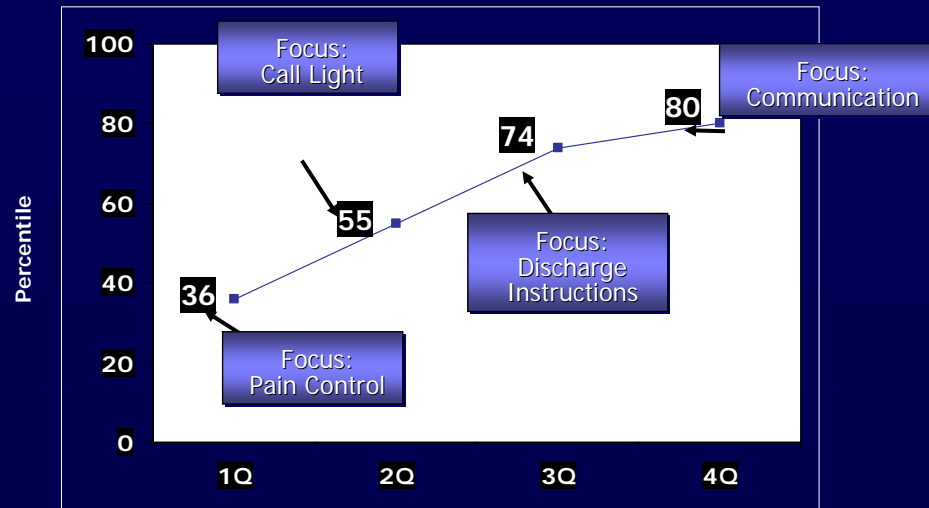 100
Focus:
Call Light
Focus:
Communication
80
80
74
60
55
Focus:
Discharge
Instructions
Percentile
40
36
Focus:
Pain Control
20
0
1Q
2Q
3Q
4Q